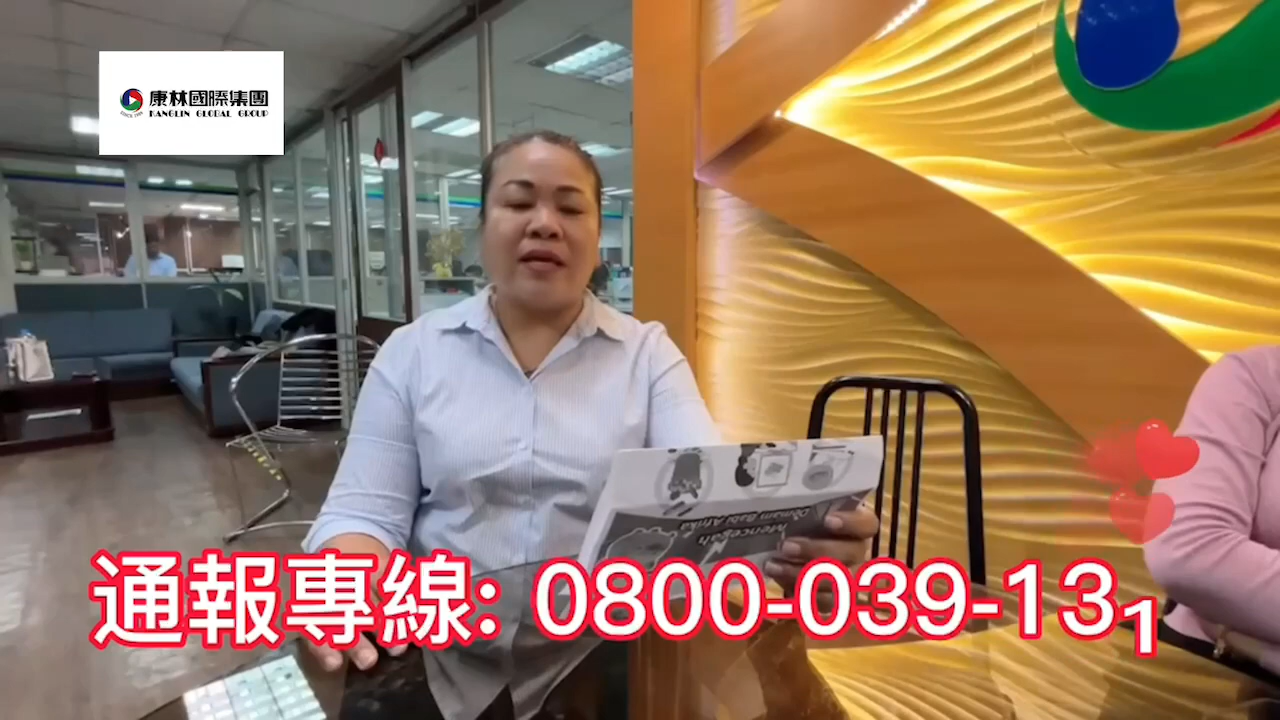 康林國際集團
KANGLIN GLOBAL GROUP
Mencegah
Demam Babi Afrika
通報專線: 0800-039-131